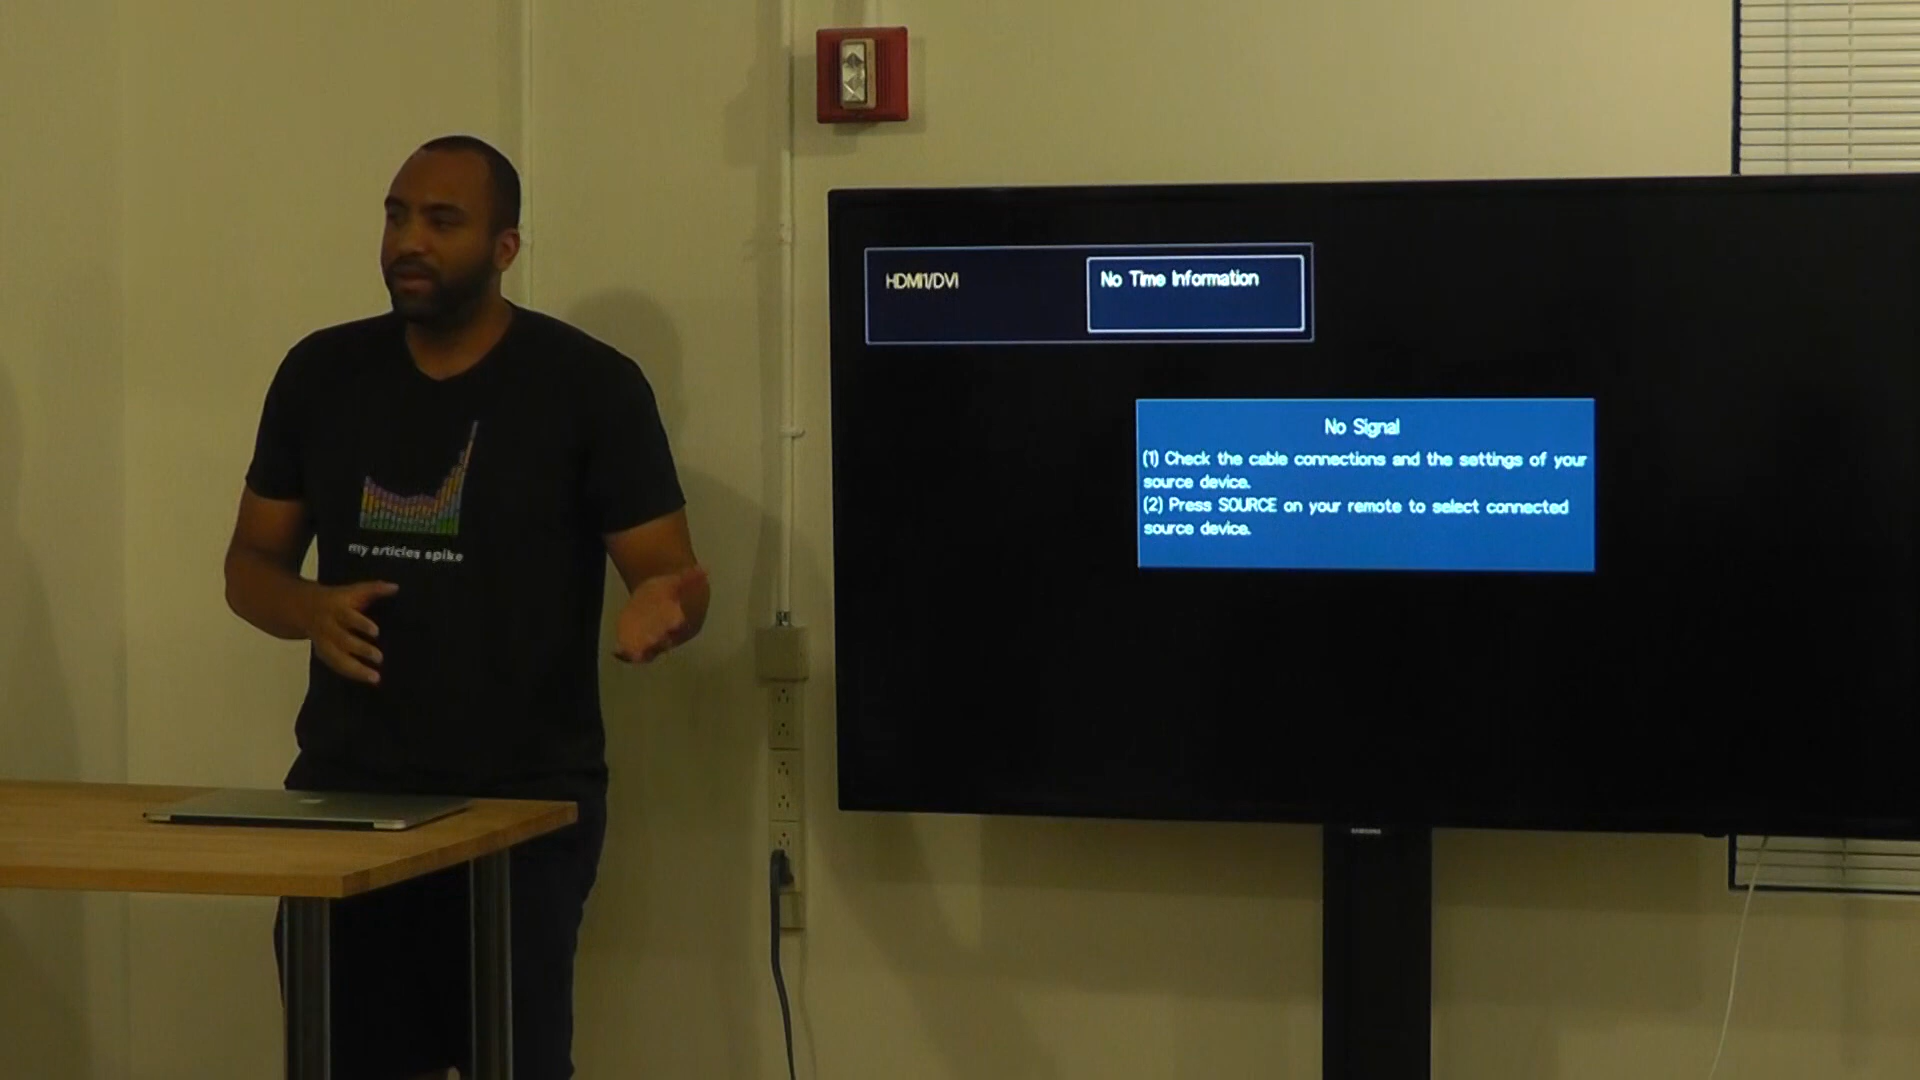 HDMI1/DVI
No Time Information
No Signal
(1) Check the cable connections and the settings of your
source device.
(2) Press SOURCE on your remote to select connected
source device.
my articles spike
SAMSUNG